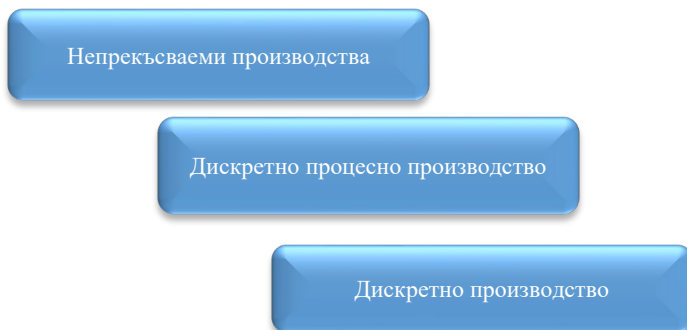 Непрекъсваеми производства
Дискретно процесно производство
Дискретно производство